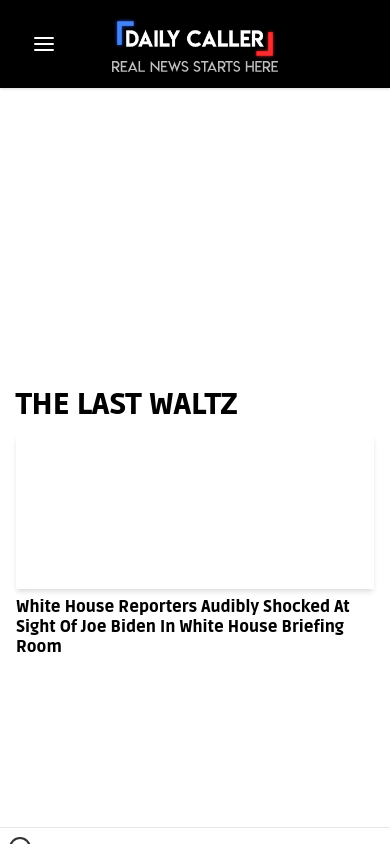 DAILY CALLER
REAL NEWS STARTS HERE
THE LAST WALTZ
White House Reporters Audibly Shocked At
Sight Of Joe Biden In White House Briefing
Room